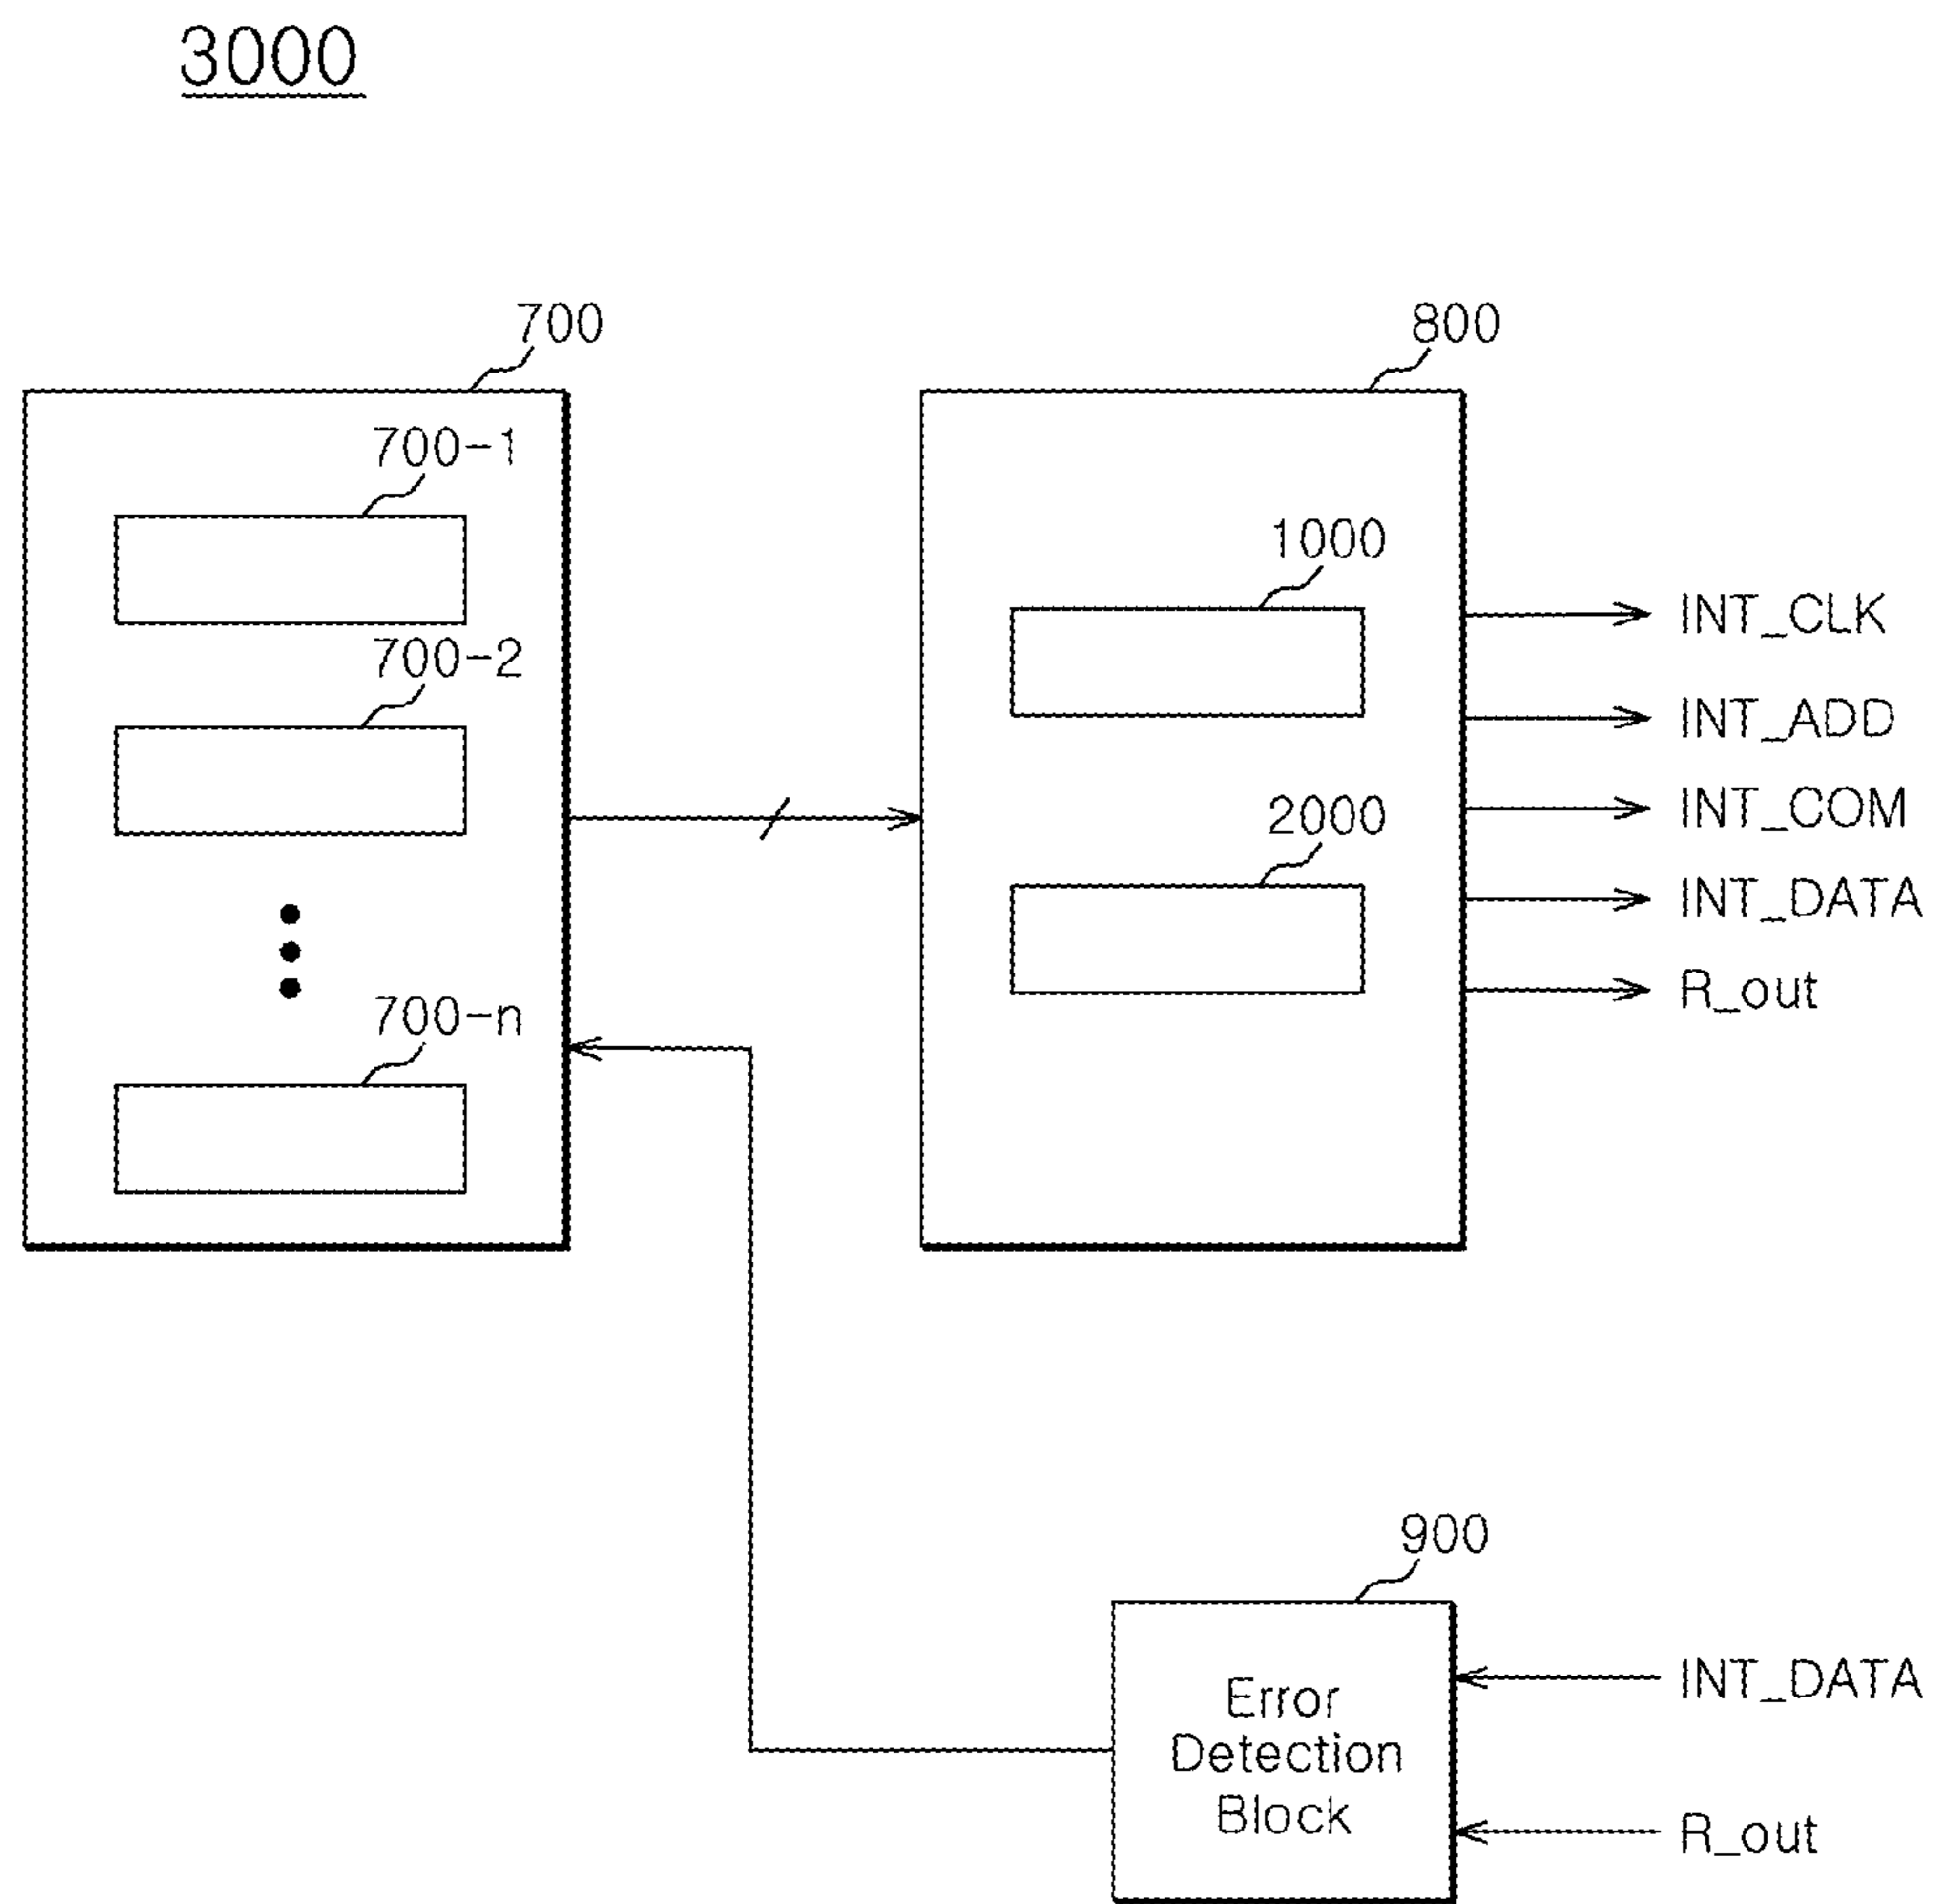 3000
700
800
700-1
1000
INT_CLK
700-2
INT_ADD
2000
INT_COM
INT_DATA
R_out
700-n
900
Error
Detection
Block
INT_DATA
R_out